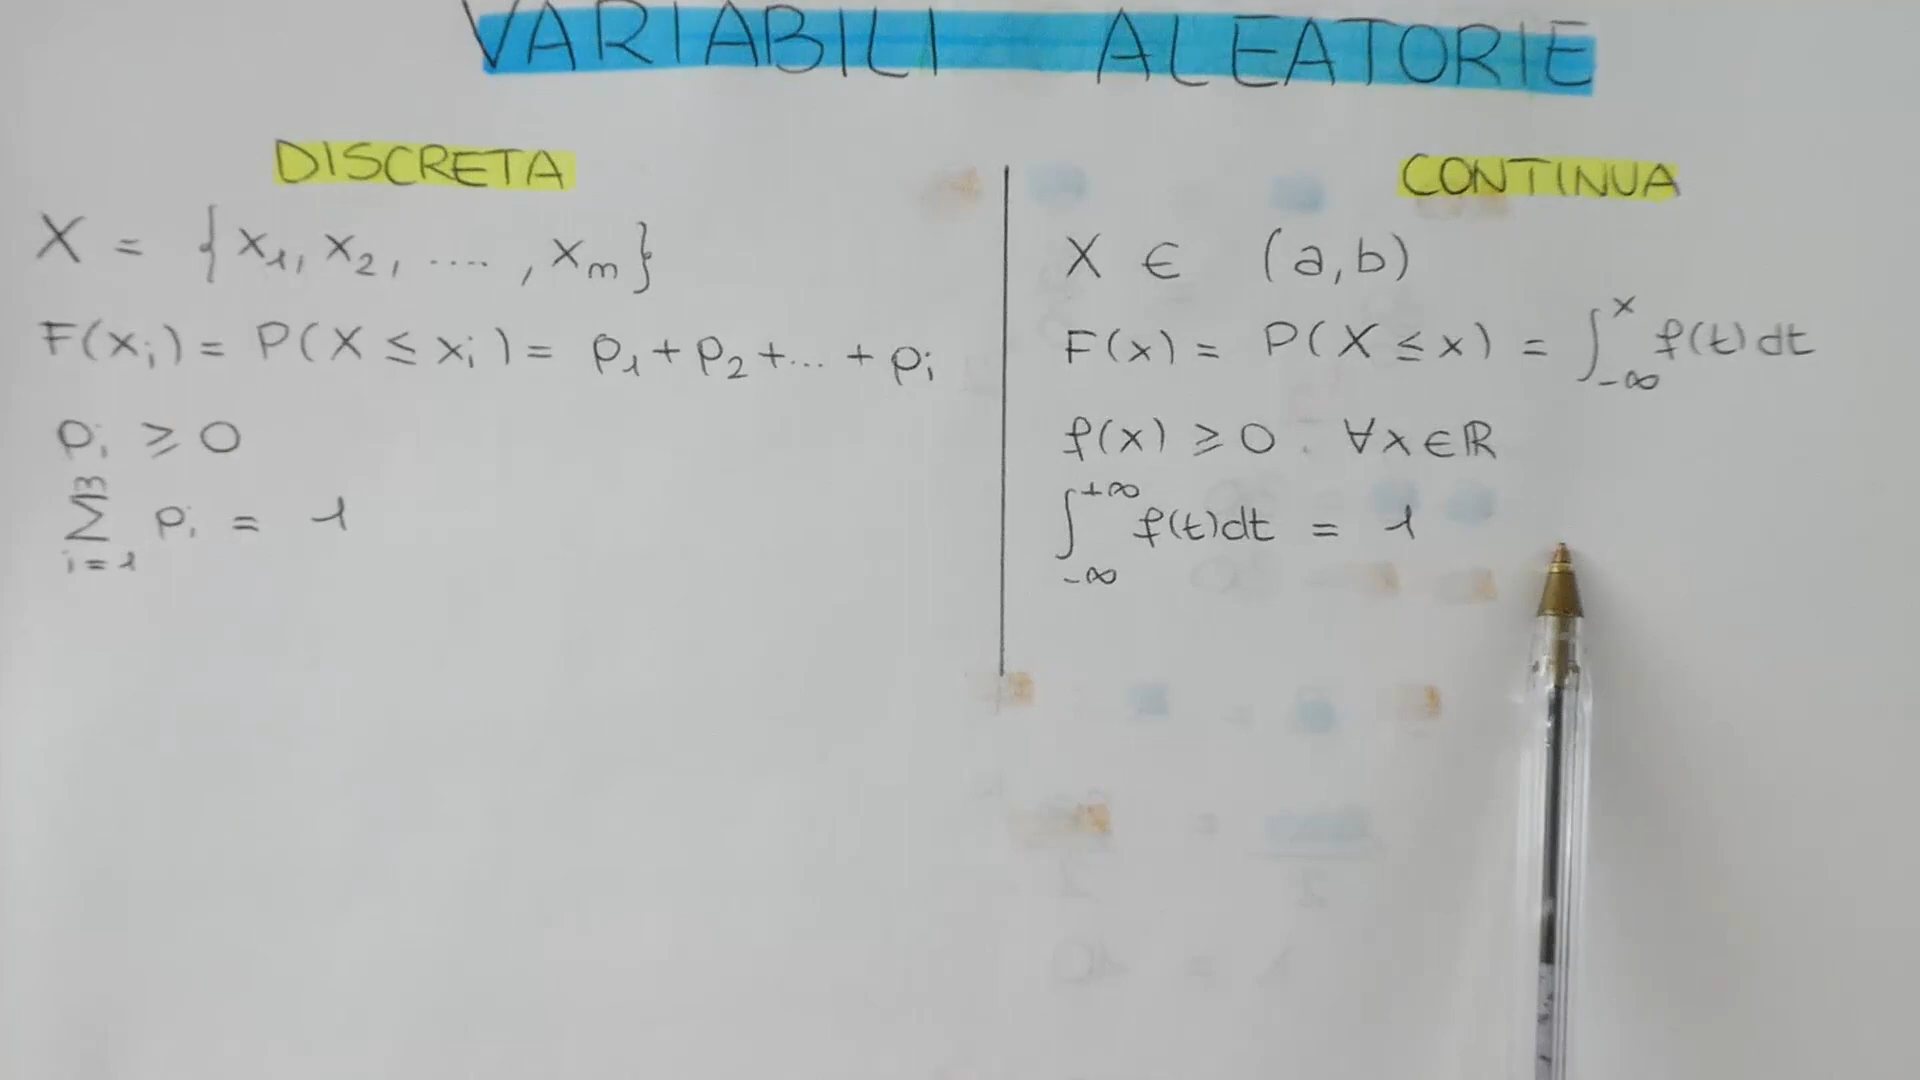 VARIABILI ALEATORIE
DISCRETA
X = {x₁, x₂, ...., xₘ}
F(xᵢ) = P(X ≤ xᵢ) = p₁ + p₂ + ... + pᵢ
pᵢ ≥ 0
∑ᵢ₌₁ᵐ pᵢ = 1
CONTINUA
X ∈ (a, b)
F(x) = P(X ≤ x) = ∫₋∞ˣ f(t) dt
f(x) ≥ 0 ∀x∈ℝ
∫₋∞⁺∞ f(t) dt = 1